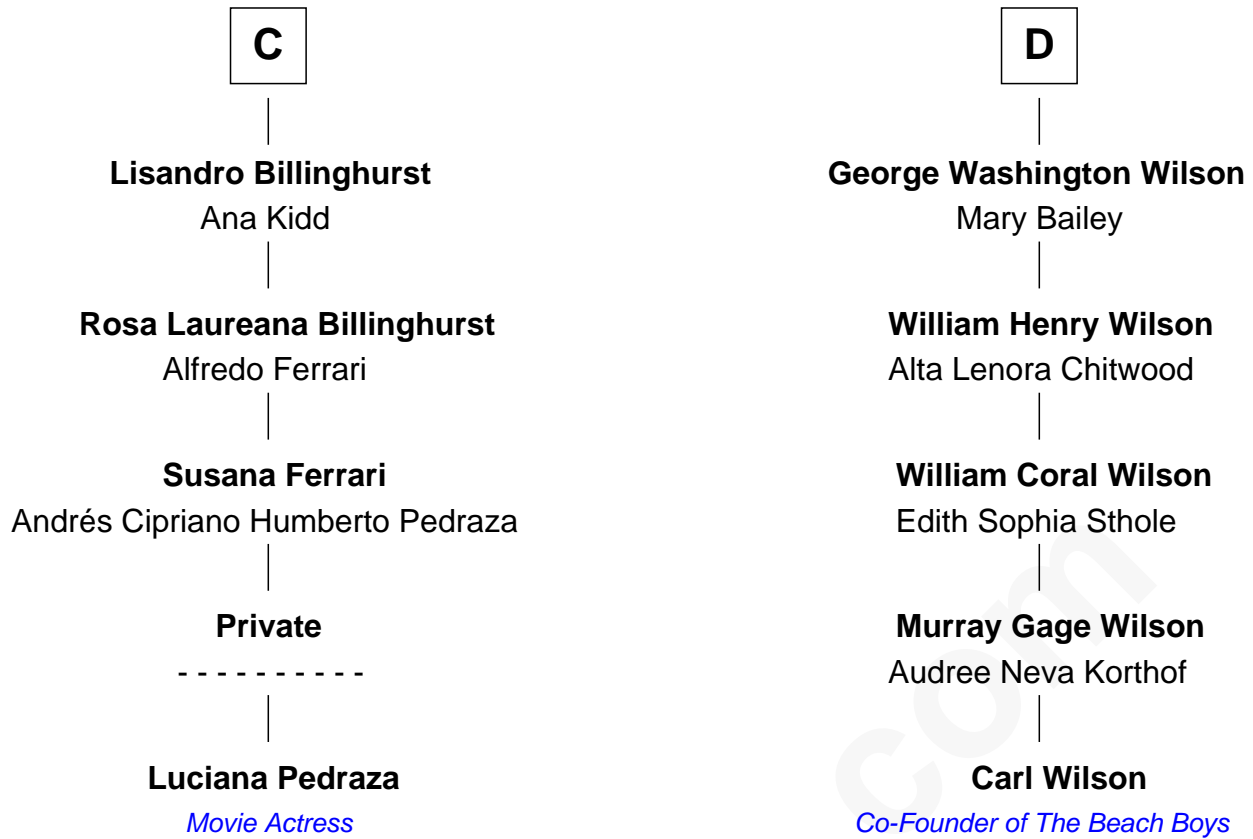 C
Lisandro Billinghurst
Ana Kidd
Rosa Laureana Billinghurst
Alfredo Ferrari
Susana Ferrari
Andrés Cipriano Humberto Pedraza
Private
- - - - - - - - - -
Luciana Pedraza
Movie Actress
D
George Washington Wilson
Mary Bailey
William Henry Wilson
Alta Lenora Chitwood
William Coral Wilson
Edith Sophia Sthole
Murray Gage Wilson
Audree Neva Korthof
Carl Wilson
Co-Founder of The Beach Boys
com